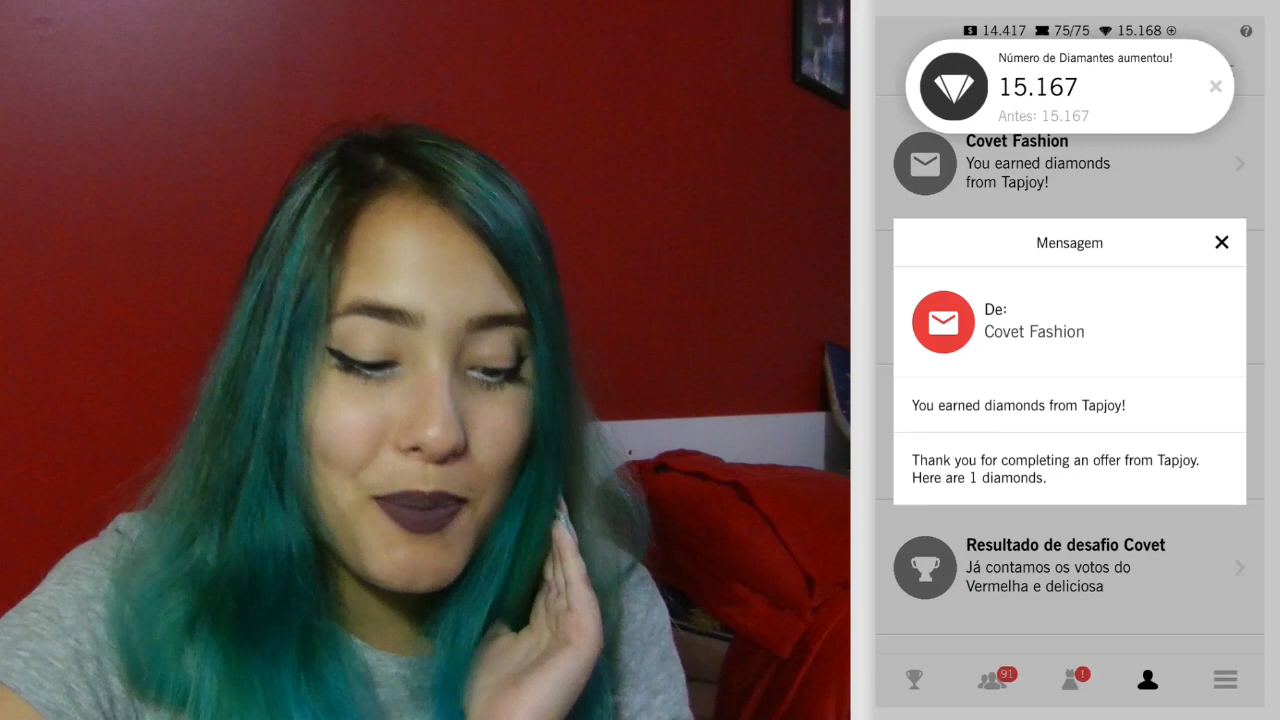 14.417 75/75 15.168
Número de Diamantes aumentou!
15.167
Antes: 15.167
Covet Fashion
You earned diamonds
from Tapjoy!
Mensagem
De:
Covet Fashion
You earned diamonds from Tapjoy!
Thank you for completing an offer from Tapjoy.
Here are 1 diamonds.
Resultado de desafio Covet
Já contamos os votos do
Vermelha e deliciosa
91 !